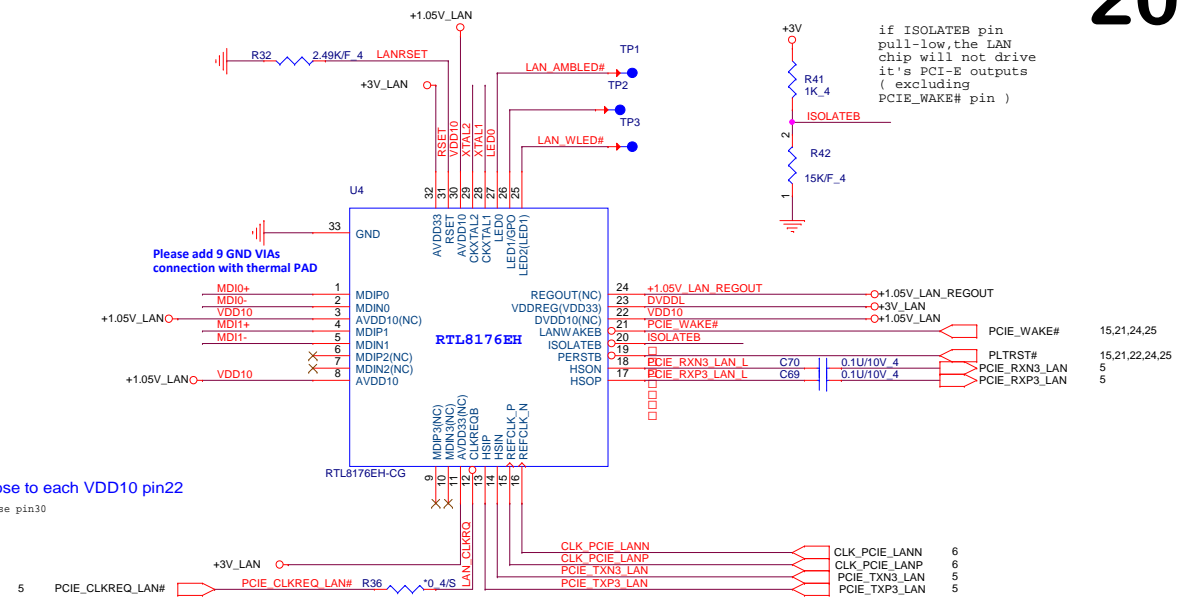 20
+1.05V_LAN
+3V
if ISOLATEB pin
pull-low,the LAN
chip will not drive
it's PCI-E outputs
( excluding
PCIE_WAKE# pin )
R32
2.49K/F_4
LANRSET
TP1
LAN_AMBLED#
TP2
+3V_LAN
R41
1K_4
ISOLATEB
TP3
LAN_WLED#
RSET
VDD10
XTAL2
XTAL1
LED0
2
R42
15K/F_4
1
U4
32
31
30
29
28
27
26
25
33
GND
AVDD33
RSET
AVDD10
CKXTAL2
CKXTAL1
LED0
LED1/GPO
LED2(LED1)
Please add 9 GND VIAs
connection with thermal PAD
MDI0+ 1 MDIP0
MDI0- 2 MDIN0
+1.05V_LAN VDD10 3 AVDD10(NC)
MDI1+ 4 MDIP1
MDI1- 5 MDIN1
6 MDIP2(NC)
7 MDIN2(NC)
+1.05V_LAN VDD10 8 AVDD10
RTL8176EH
REGOUT(NC) 24 +1.05V_LAN_REGOUT +1.05V_LAN_REGOUT
VDDREG(VDD33) 23 DVDDL +3V_LAN
DVDD10(NC) 22 VDD10 +1.05V_LAN
LANWAKEB 21 PCIE_WAKE# PCIE_WAKE# 15,21,24,25
ISOLATEB 20 ISOLATEB
PERSTB 19 PLTRST# 15,21,22,24,25
HSON 18 PCIE_RXN3_LAN_L C70 0.1U/10V_4 PCIE_RXN3_LAN 5
HSOP 17 PCIE_RXP3_LAN_L C69 0.1U/10V_4 PCIE_RXP3_LAN 5
MDIP3(NC)
MDIN3(NC)
AVDD33(NC)
CLKREQB
HSIP
HSIN
REFCLK_P
REFCLK_N
RTL8176EH-CG
9
10
11
12
13
14
15
16
ose to each VDD10 pin22
se pin30
LAN_CLKRQ
CLK_PCIE_LANN CLK_PCIE_LANN 6
CLK_PCIE_LANP CLK_PCIE_LANP 6
+3V_LAN
PCIE_TXN3_LAN PCIE_TXN3_LAN 5
PCIE_TXP3_LAN PCIE_TXP3_LAN 5
5 PCIE_CLKREQ_LAN# PCIE_CLKREQ_LAN# R36 *0_4/S